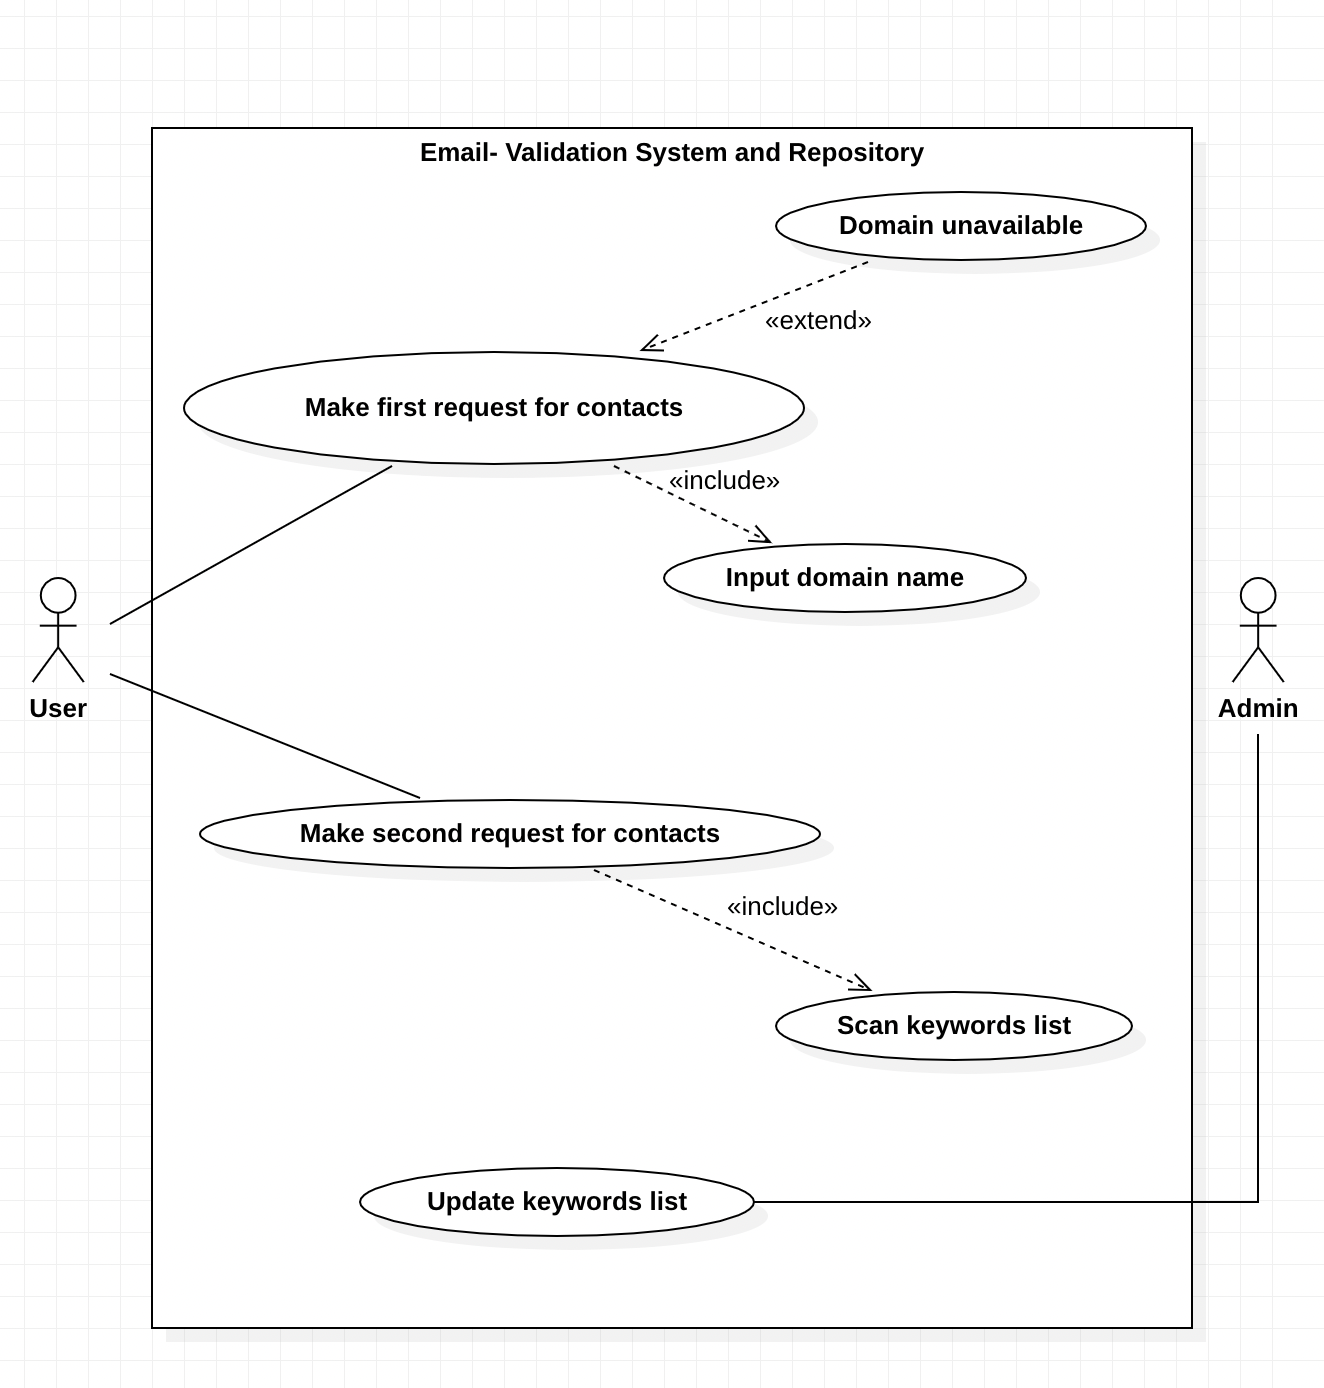 Email- Validation System and Repository
Domain unavailable
«extend»
Make first request for contacts
«include»
Input domain name
User
Admin
Make second request for contacts
«include»
Scan keywords list
Update keywords list